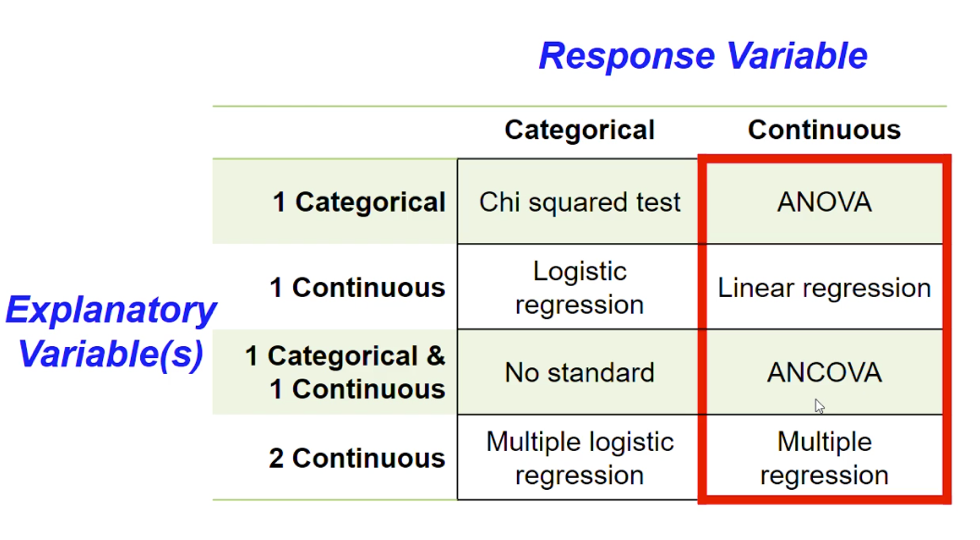 Response Variable
Categorical
Continuous
1 Categorical
Chi squared test
ANOVA
1 Continuous
Logistic
regression
Linear regression
Explanatory
Variable(s)
1 Categorical &
1 Continuous
No standard
ANCOVA
2 Continuous
Multiple logistic
regression
Multiple
regression